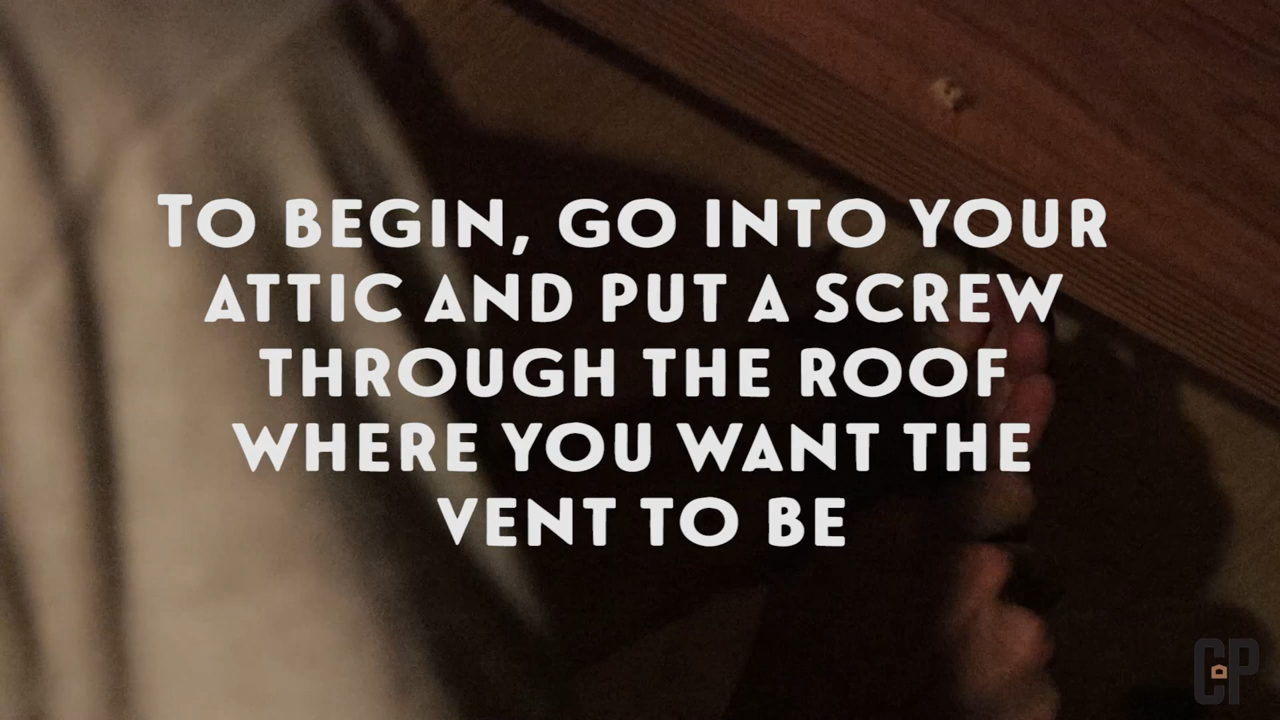 To begin, go into your
attic and put a screw
through the roof
where you want the
vent to be
CP